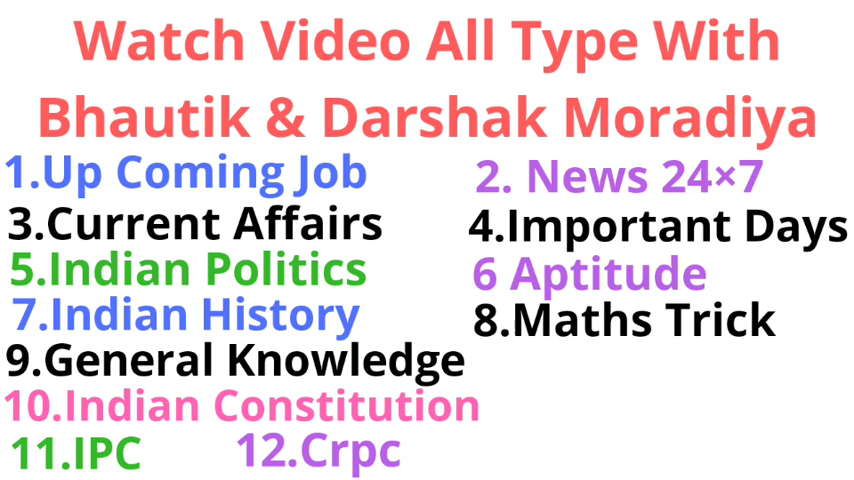 Watch Video All Type With
Bhautik & Darshak Moradiya
1.Up Coming Job
2. News 24×7
3.Current Affairs
4.Important Days
5.Indian Politics
6 Aptitude
7.Indian History
8.Maths Trick
9.General Knowledge
10.Indian Constitution
11.IPC
12.Crpc